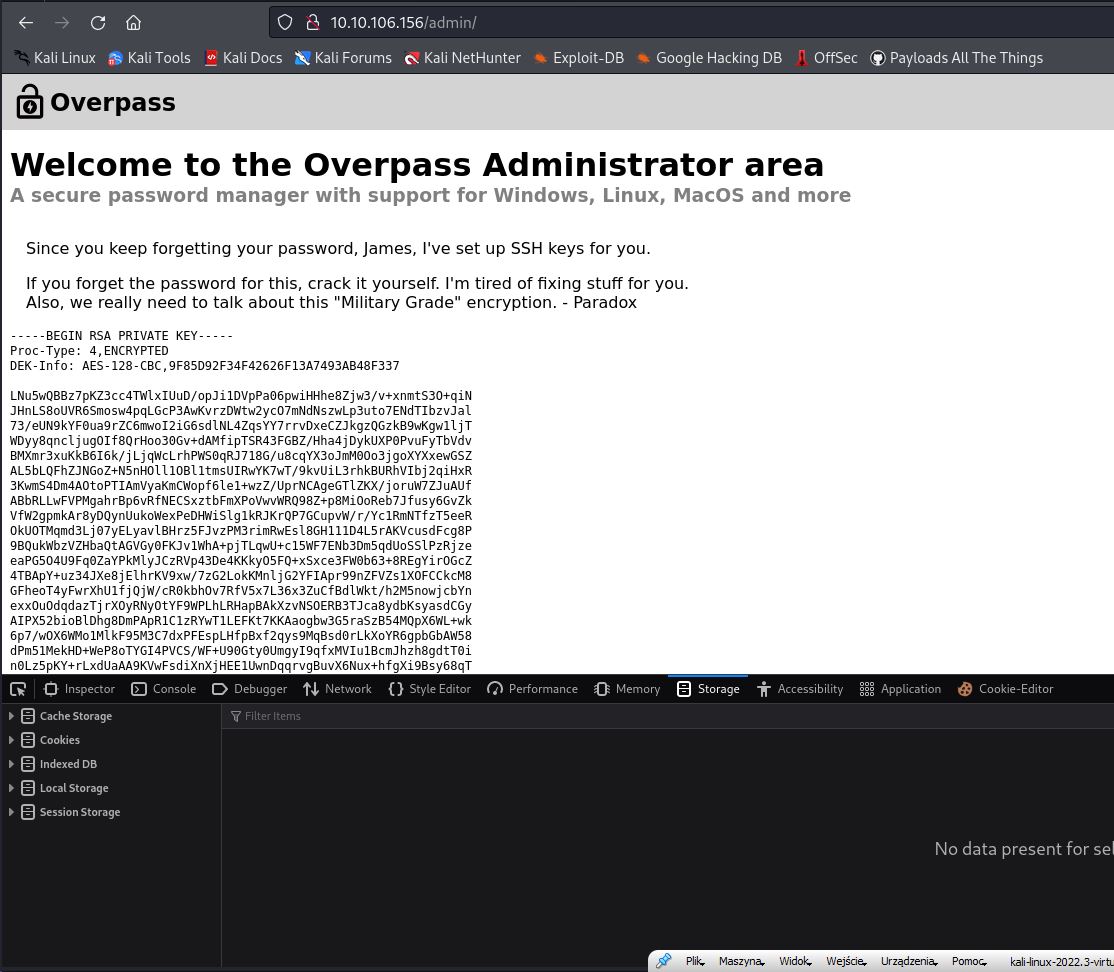 10.10.106.156/admin/
Kali Linux Kali Tools Kali Docs Kali Forums Kali NetHunter Exploit-DB Google Hacking DB OffSec Payloads All The Things
Overpass
Welcome to the Overpass Administrator area
A secure password manager with support for Windows, Linux, MacOS and more
Since you keep forgetting your password, James, I've set up SSH keys for you.
If you forget the password for this, crack it yourself. I'm tired of fixing stuff for you.
Also, we really need to talk about this "Military Grade" encryption. - Paradox
-----BEGIN RSA PRIVATE KEY-----
Proc-Type: 4,ENCRYPTED
DEK-Info: AES-128-CBC,9F85D92F34F42626F13A7493AB48F337
LNu5wQBBz7pKZ3cc4TWlxIUuD/opJi1DVpPa06pwiHHhe8Zjw3/v+xnmtS3O+qiN
JHnLS8oUVR6Smosw4pqLGcP3AwKvrzDWtw2ycO7mNdNszwLp3uto7ENdTIbzvJal
73/eUN9kYF0ua9rZC6mwoI2iG6sdlNL4ZqsYY7rrvDxeCZJkgzQGzkB9wKgw1ljT
WDyy8qncljugOIf8QrHoo30Gv+dAMfipTSR43FGBZ/Hha4jDykUXP0PvuFyTbVdv
BMXmr3xuKkB6I6k/jLjqWcLrhPWS0qRJ718G/u8cqYX3oJmM0Oo3jgoXYXxewGSZ
AL5bLQFhZJNGoZ+N5nHOll1OBl1tmsUIRwYK7wT/9kvUiL3rhkBURhVIbj2qiHxR
3KwmS4Dm4AOtoPTIAmVyaKmCWopf6le1+wzZ/UprNCAgeGTlZKX/joruW7ZJuAUf
ABbRLLwFVPMgahrBp6vRfNECSxztbFmXPoVwvWRQ98Z+p8MiOoReb7Jfusy6GvZk
VfW2gpmkAr8yDQynUukoWexPeDHWiSlg1kRJKrQP7GCupvW/r/Yc1RmNTfzT5eeR
OkUOTMqmd3Lj07yELyavlBHrz5FJvzPM3rimRwEsl8GH111D4L5rAKVcusdFcg8P
9BQukWbzVZHbaQtAGVGy0FKJv1WhA+pjTLqwU+c15WF7ENb3Dm5qdUoSSlPzRjze
eaPG5O4U9Fq0ZaYPkMlyJCzRVp43De4KKkyO5FQ+xSxce3FW0b63+8REgYirOGcZ
4TBApY+uz34JXe8jElhrKV9xw/7zG2LokKMnljG2YFIApr99nZFVZs1XOFCCkcM8
GFheoT4yFwrXhU1fjQjW/cR0kbhOv7RfV5x7L36x3ZuCfBdlWkt/h2M5nowjcbYn
exxOuOdqdazTjrXOyRNyOtYF9WPLhLRHapBAkXzvNSOERB3TJca8ydbKsyasdCGy
AIPX52bioBlDhg8DmPApR1C1zRYwT1LEFKt7KKAaogbw3G5raSzB54MQpX6WL+wk
6p7/wOX6WMo1MlkF95M3C7dxPFEspLHfpBxf2qys9MqBsd0rLkXoYR6gpbGbAW58
dPm51MekHD+WeP8oTYGI4PVCS/WF+U90Gty0UmgyI9qfxMVIu1BcmJhzh8gdtT0i
n0Lz5pKY+rLxdUaAA9KVwFsdiXnXjHEE1UwnDqqrvgBuvX6Nux+hfgXi9Bsy68qT
Inspector Console Debugger Network Style Editor Performance Memory Storage Accessibility Application Cookie-Editor
Cache Storage Filter Items
Cookies
Indexed DB
Local Storage
Session Storage
No data present for sel
Plik Maszyna Widok Wejście Urządzenia Pomoc kali-linux-2022.3-virtu